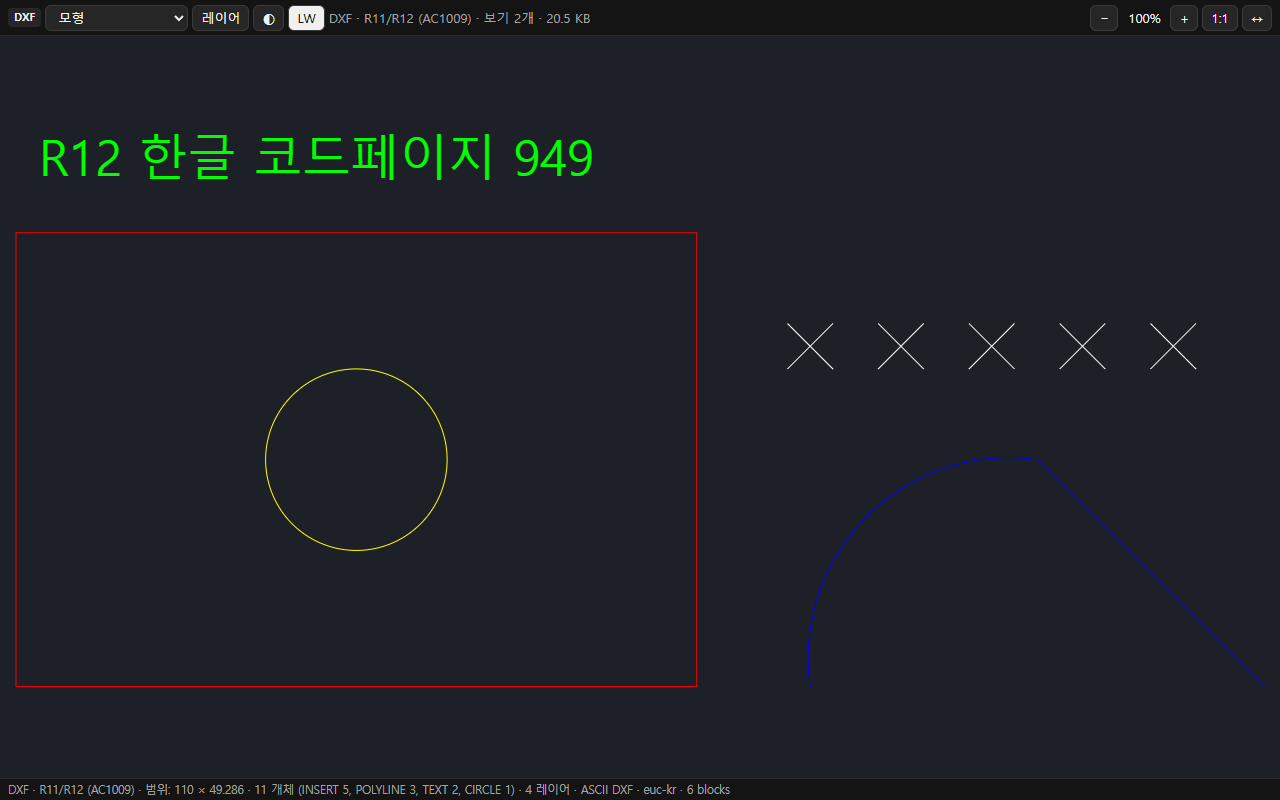 DXF 모형 레이어 ◐ LW DXF · R11/R12 (AC1009) · 보기 2개 · 20.5 KB − 100% + 1:1 ↔
R12 한글 코드페이지 949
DXF · R11/R12 (AC1009) · 범위: 110 × 49.286 · 11 개체 (INSERT 5, POLYLINE 3, TEXT 2, CIRCLE 1) · 4 레이어 · ASCII DXF · euc-kr · 6 blocks